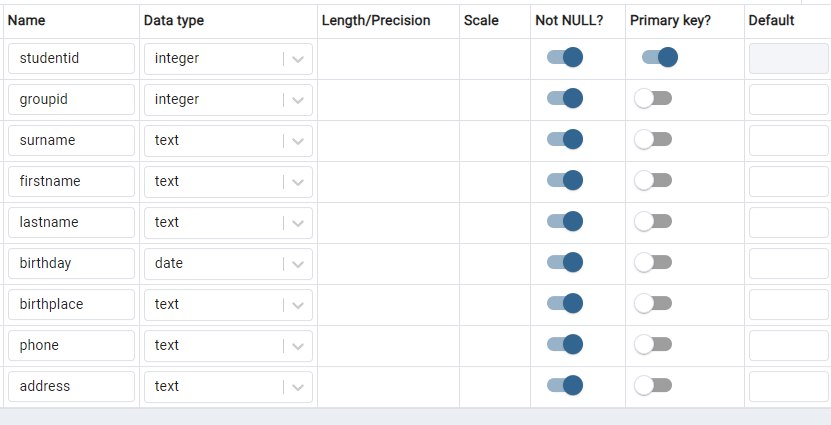 Name Data type Length/Precision Scale Not NULL? Primary key? Default
studentid integer
groupid integer
surname text
firstname text
lastname text
birthday date
birthplace text
phone text
address text